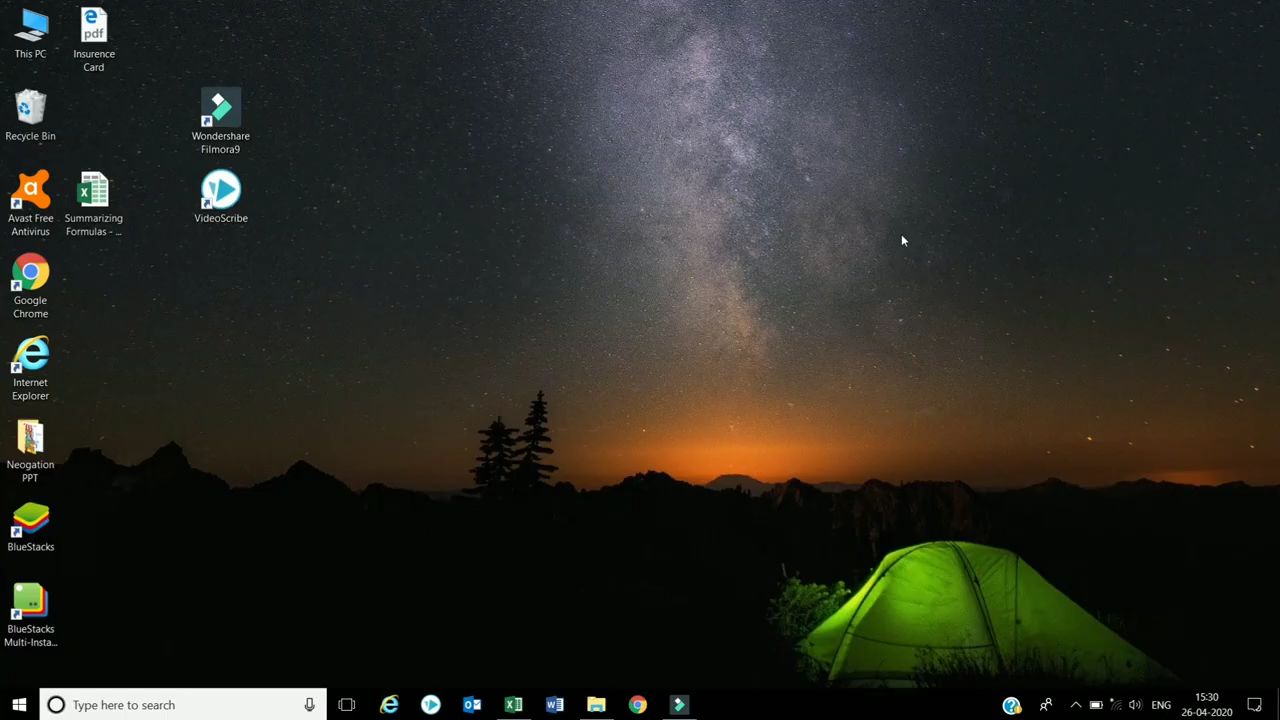 This PC
Insurence
Card
pdf
Recycle Bin
Wondershare
Filmora9
Avast Free
Antivirus
Summarizing
Formulas - ...
VideoScribe
Google
Chrome
Internet
Explorer
Neogation
PPT
BlueStacks
BlueStacks
Multi-Insta...
Type here to search
ENG
15:30
26-04-2020